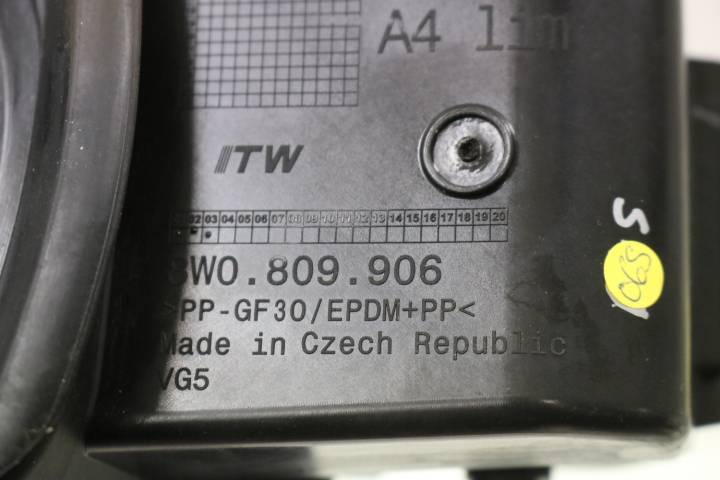 A4 lim
ITW
02 03 04 05 06 07 08 09 10 11 12 13 14 15 16 17 18 19 20
8W0.809.906
>PP-GF30/EPDM+PP<
Made in Czech Republic
VG5
S